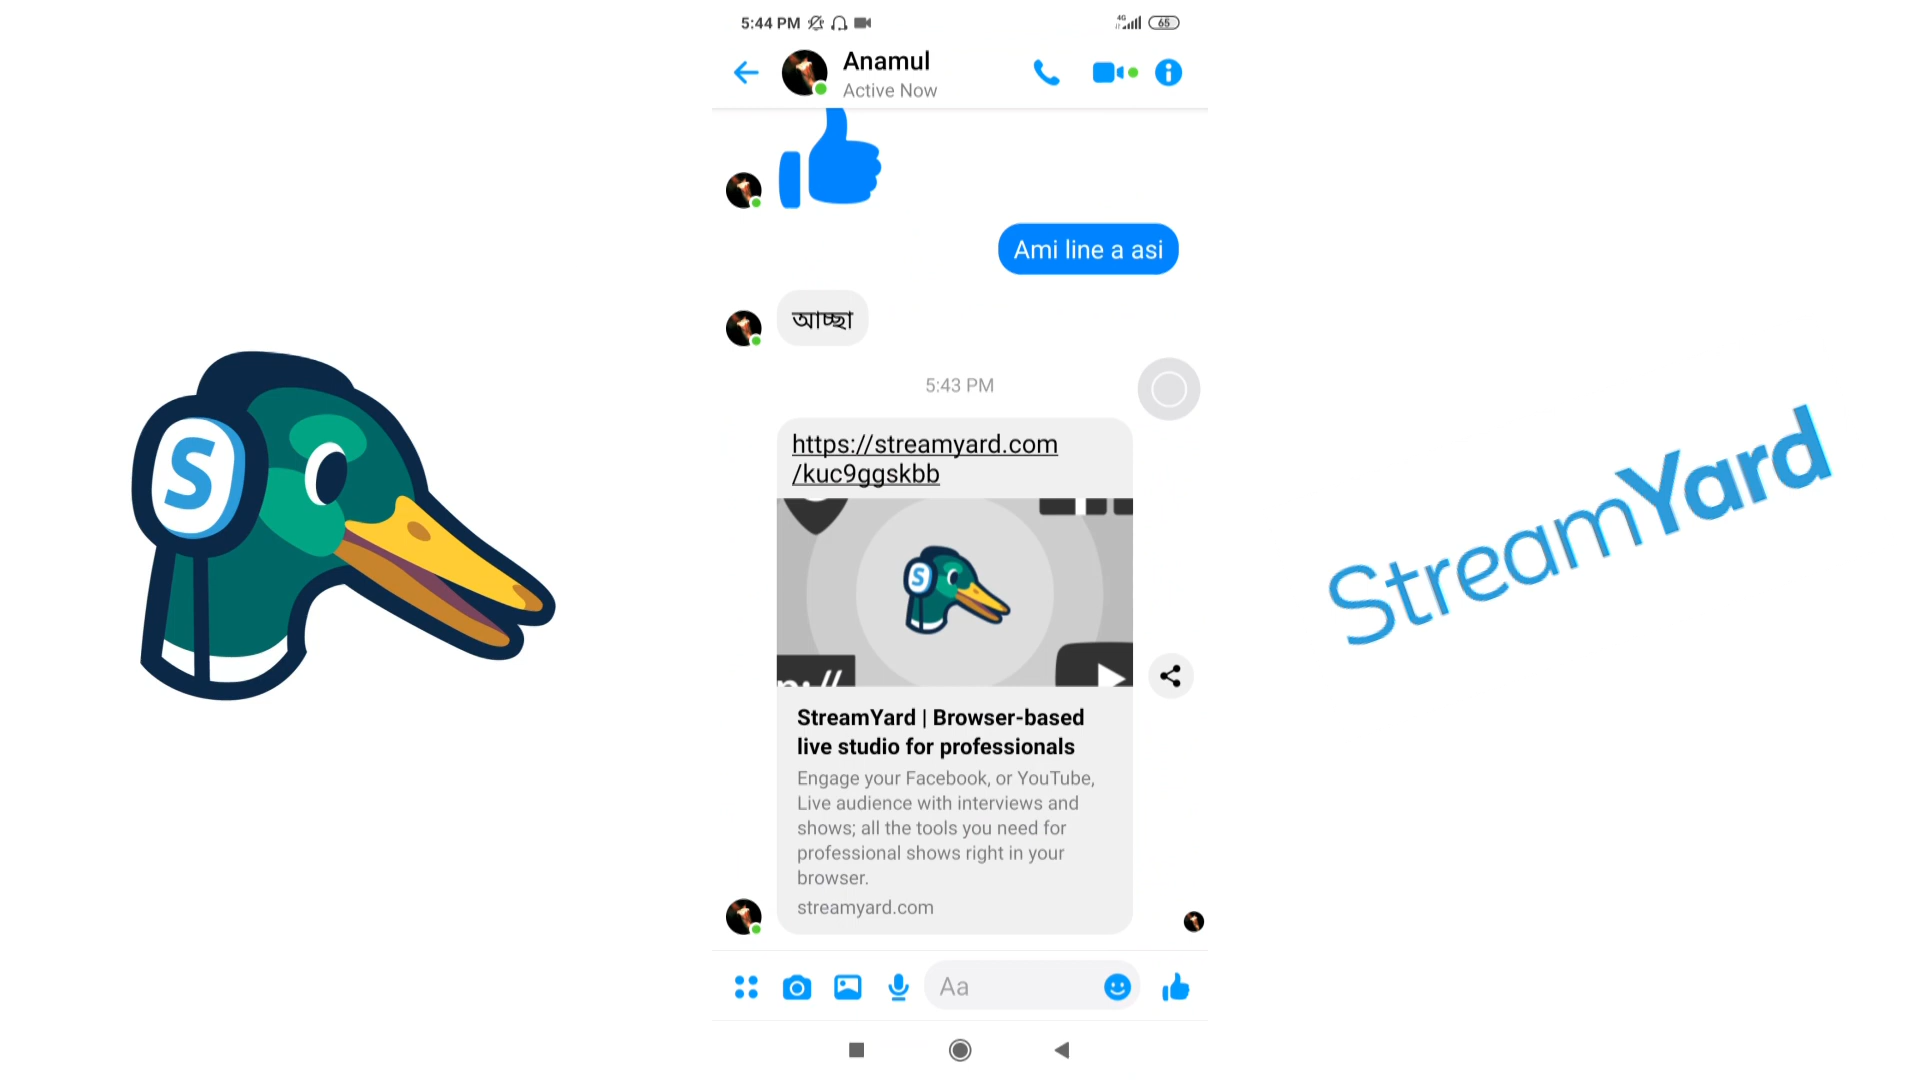 5:44 PM
4G
65
Anamul
Active Now
Ami line a asi
আচ্ছা
5:43 PM
https://streamyard.com
/kuc9ggskbb
S
S
StreamYard | Browser-based
live studio for professionals
Engage your Facebook, or YouTube,
Live audience with interviews and
shows; all the tools you need for
professional shows right in your
browser.
streamyard.com
Aa
StreamYard